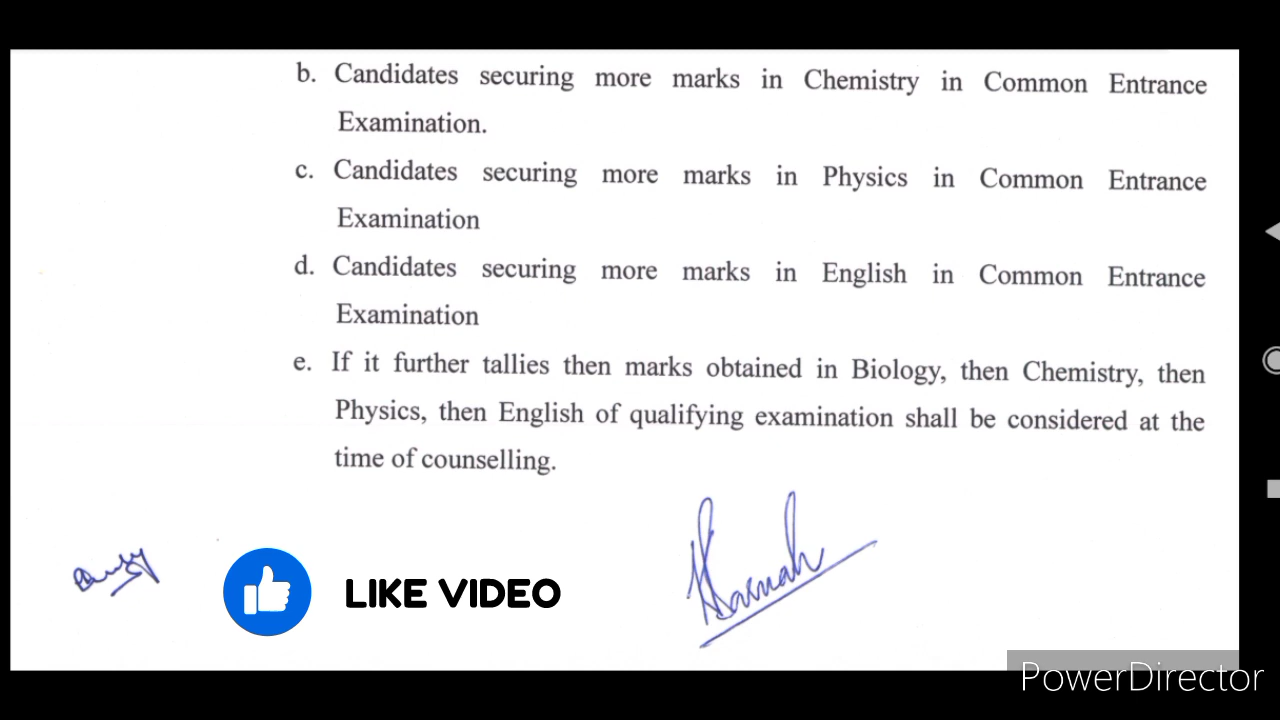 b. Candidates securing more marks in Chemistry in Common Entrance
Examination.
c. Candidates securing more marks in Physics in Common Entrance
Examination
d. Candidates securing more marks in English in Common Entrance
Examination
e. If it further tallies then marks obtained in Biology, then Chemistry, then
Physics, then English of qualifying examination shall be considered at the
time of counselling.
LIKE VIDEO
PowerDirector